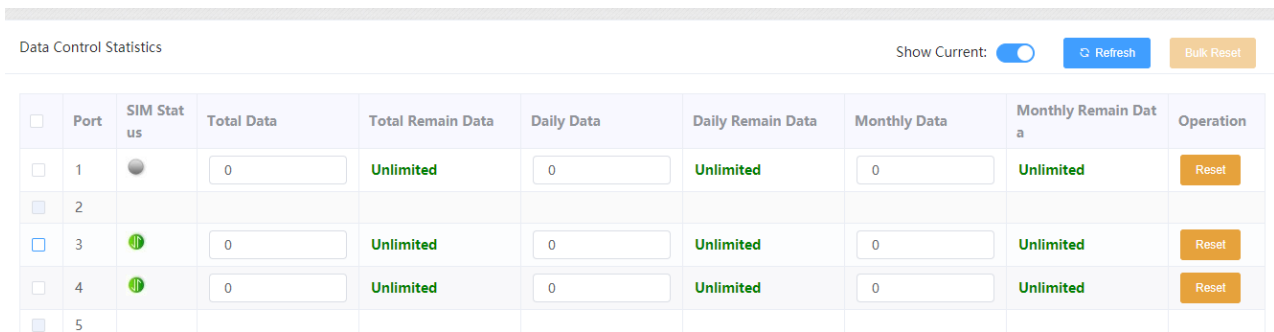 Data Control Statistics Show Current: Refresh Bulk Reset
Port SIM Stat Total Data Total Remain Data Daily Data Daily Remain Data Monthly Data Monthly Remain Dat Operation
us a
1 0 Unlimited 0 Unlimited 0 Unlimited Reset
2
3 0 Unlimited 0 Unlimited 0 Unlimited Reset
4 0 Unlimited 0 Unlimited 0 Unlimited Reset
5